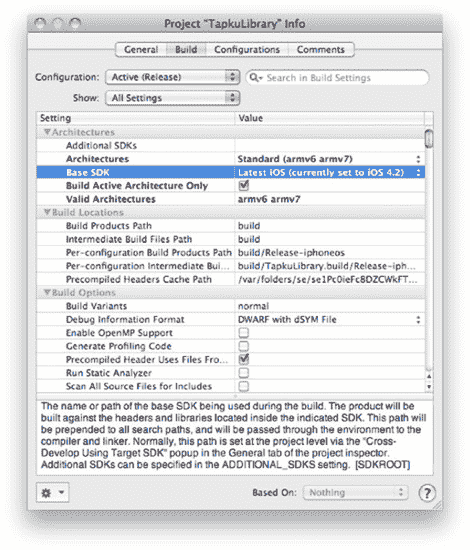 Project "TapkuLibrary" Info
General Build Configurations Comments
Configuration: Active (Release) Search in Build Settings
Show: All Settings
Setting Value
Architectures
Additional SDKs
Architectures Standard (armv6 armv7)
Base SDK Latest iOS (currently set to iOS 4.2)
Build Active Architecture Only
Valid Architectures armv6 armv7
Build Locations
Build Products Path build
Intermediate Build Files Path build
Per-configuration Build Products Path build/Release-iphoneos
Per-configuration Intermediate Bui... build/TapkuLibrary.build/Release-iph...
Precompiled Headers Cache Path /var/folders/se/se1Pc0ieFc8DZCWkFT...
Build Options
Build Variants normal
Debug Information Format DWARF with dSYM File
Enable OpenMP Support
Generate Profiling Code
Precompiled Header Uses Files Fro...
Run Static Analyzer
Scan All Source Files for Includes
The name or path of the base SDK being used during the build. The product will be
built against the headers and libraries located inside the indicated SDK. This path will
be prepended to all search paths, and will be passed through the environment to the
compiler and linker. Normally, this path is set at the project level via the "Cross-
Develop Using Target SDK" popup in the General tab of the project inspector.
Additional SDKs can be specified in the ADDITIONAL_SDKS setting. [SDKROOT]
Based On: Nothing ?